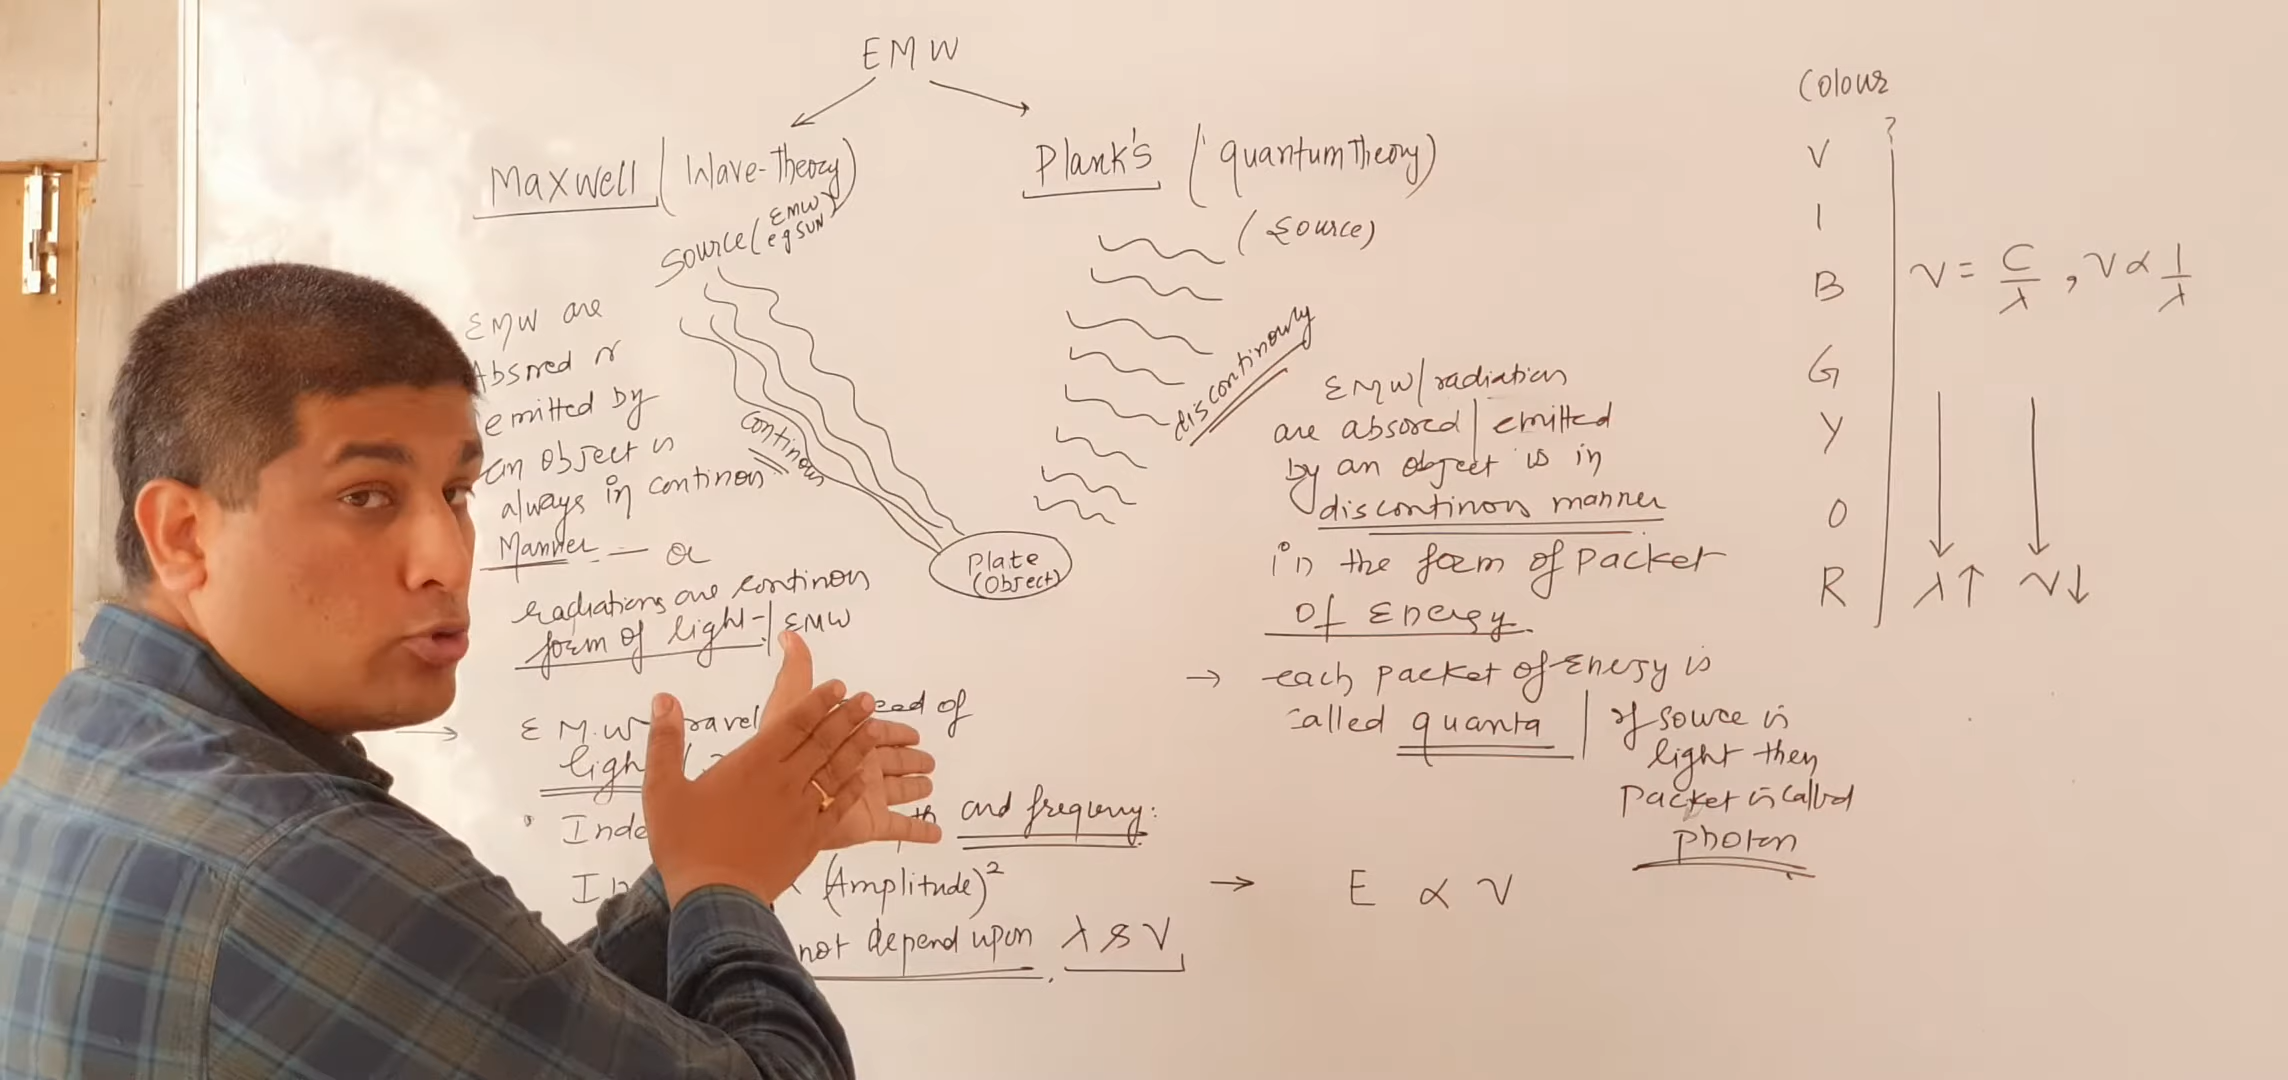 EMW
Maxwell (Wave-Theory)
Source (EMW
eg SUN)
EMW are
Absored or
emitted by
an object is
always in continous
Manner — or
radiations are continous
form of light-/EMW
continous
Plate
(Object)
→ E M.W travel
light
and frequency:
(Amplitude)²
not depend upon λ & ν
Plank's (quantum Theory)
(Source)
discontinously
EMW/radiation
are absored/emitted
by an object is in
discontinous manner
in the form of Packet
of Energy.
→ each packet of Energy is
called quanta / if source is
light then
packet is called
photon
→ E ∝ ν
Colour
V
I
B
G
Y
O
R
ν = C/λ , ν ∝ 1/λ
λ↑ ν↓